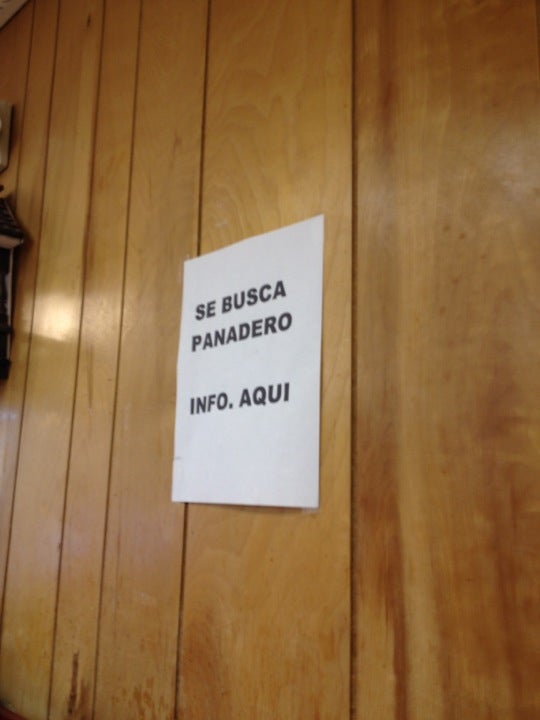 SE BUSCA
PANADERO
INFO. AQUI